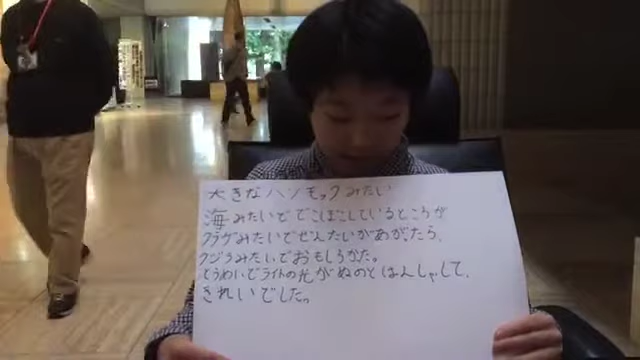 大きなハンモックみたい
海みたいででこぼこしているところが
クラゲみたいでぜんたいがあがったら、
クジラみたいでおもしろかった。
とうめいでライトの光がぬのとはんしゃして、
きれいでした。